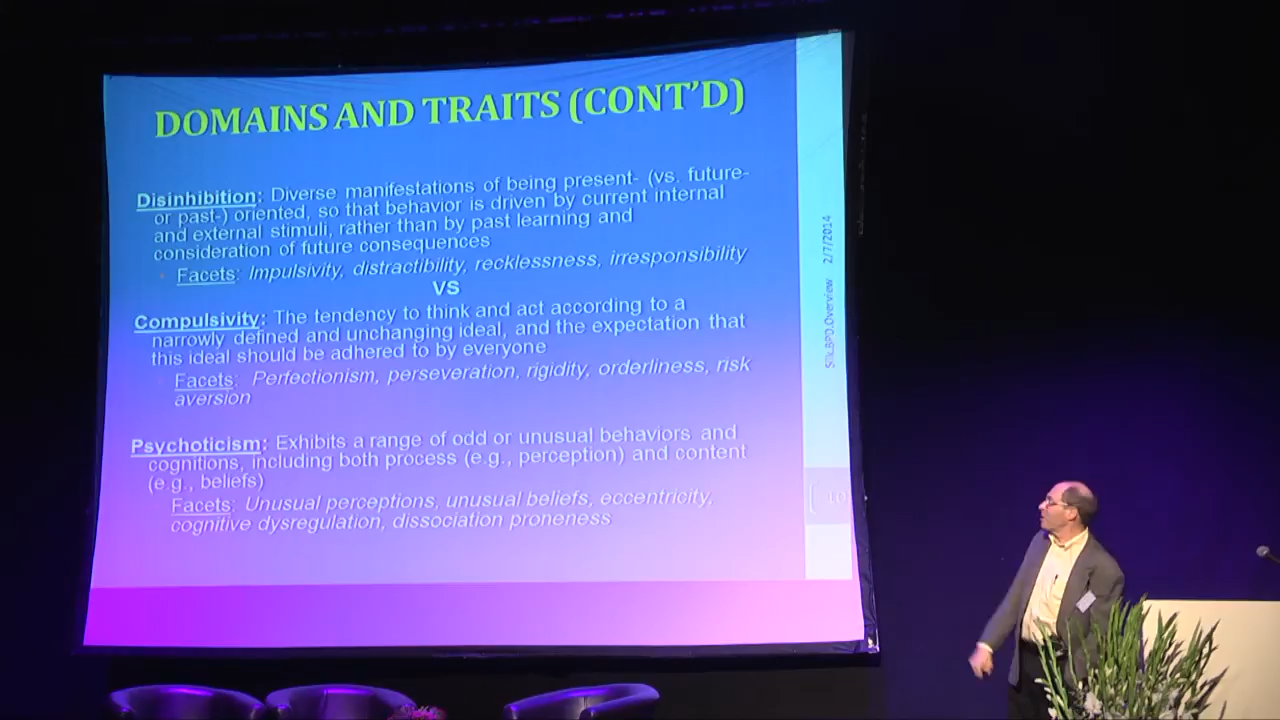 DOMAINS AND TRAITS (CONT'D)
Disinhibition: Diverse manifestations of being present- (vs. future-
or past-) oriented, so that behavior is driven by current internal
and external stimuli, rather than by past learning and
consideration of future consequences
Facets: Impulsivity, distractibility, recklessness, irresponsibility
VS
Compulsivity: The tendency to think and act according to a
narrowly defined and unchanging ideal, and the expectation that
this ideal should be adhered to by everyone
Facets: Perfectionism, perseveration, rigidity, orderliness, risk
aversion
Psychoticism: Exhibits a range of odd or unusual behaviors and
cognitions, including both process (e.g., perception) and content
(e.g., beliefs)
Facets: Unusual perceptions, unusual beliefs, eccentricity,
cognitive dysregulation, dissociation proneness
2/7/2014
10